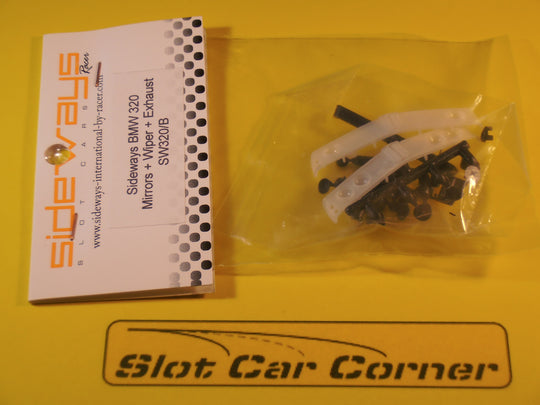 sideways
Racer
SLOT CARS
www.sideways-international-by-racer.com
Sideways BMW 320
Mirrors + Wiper + Exhaust
SW320/B
Slot Car Corner